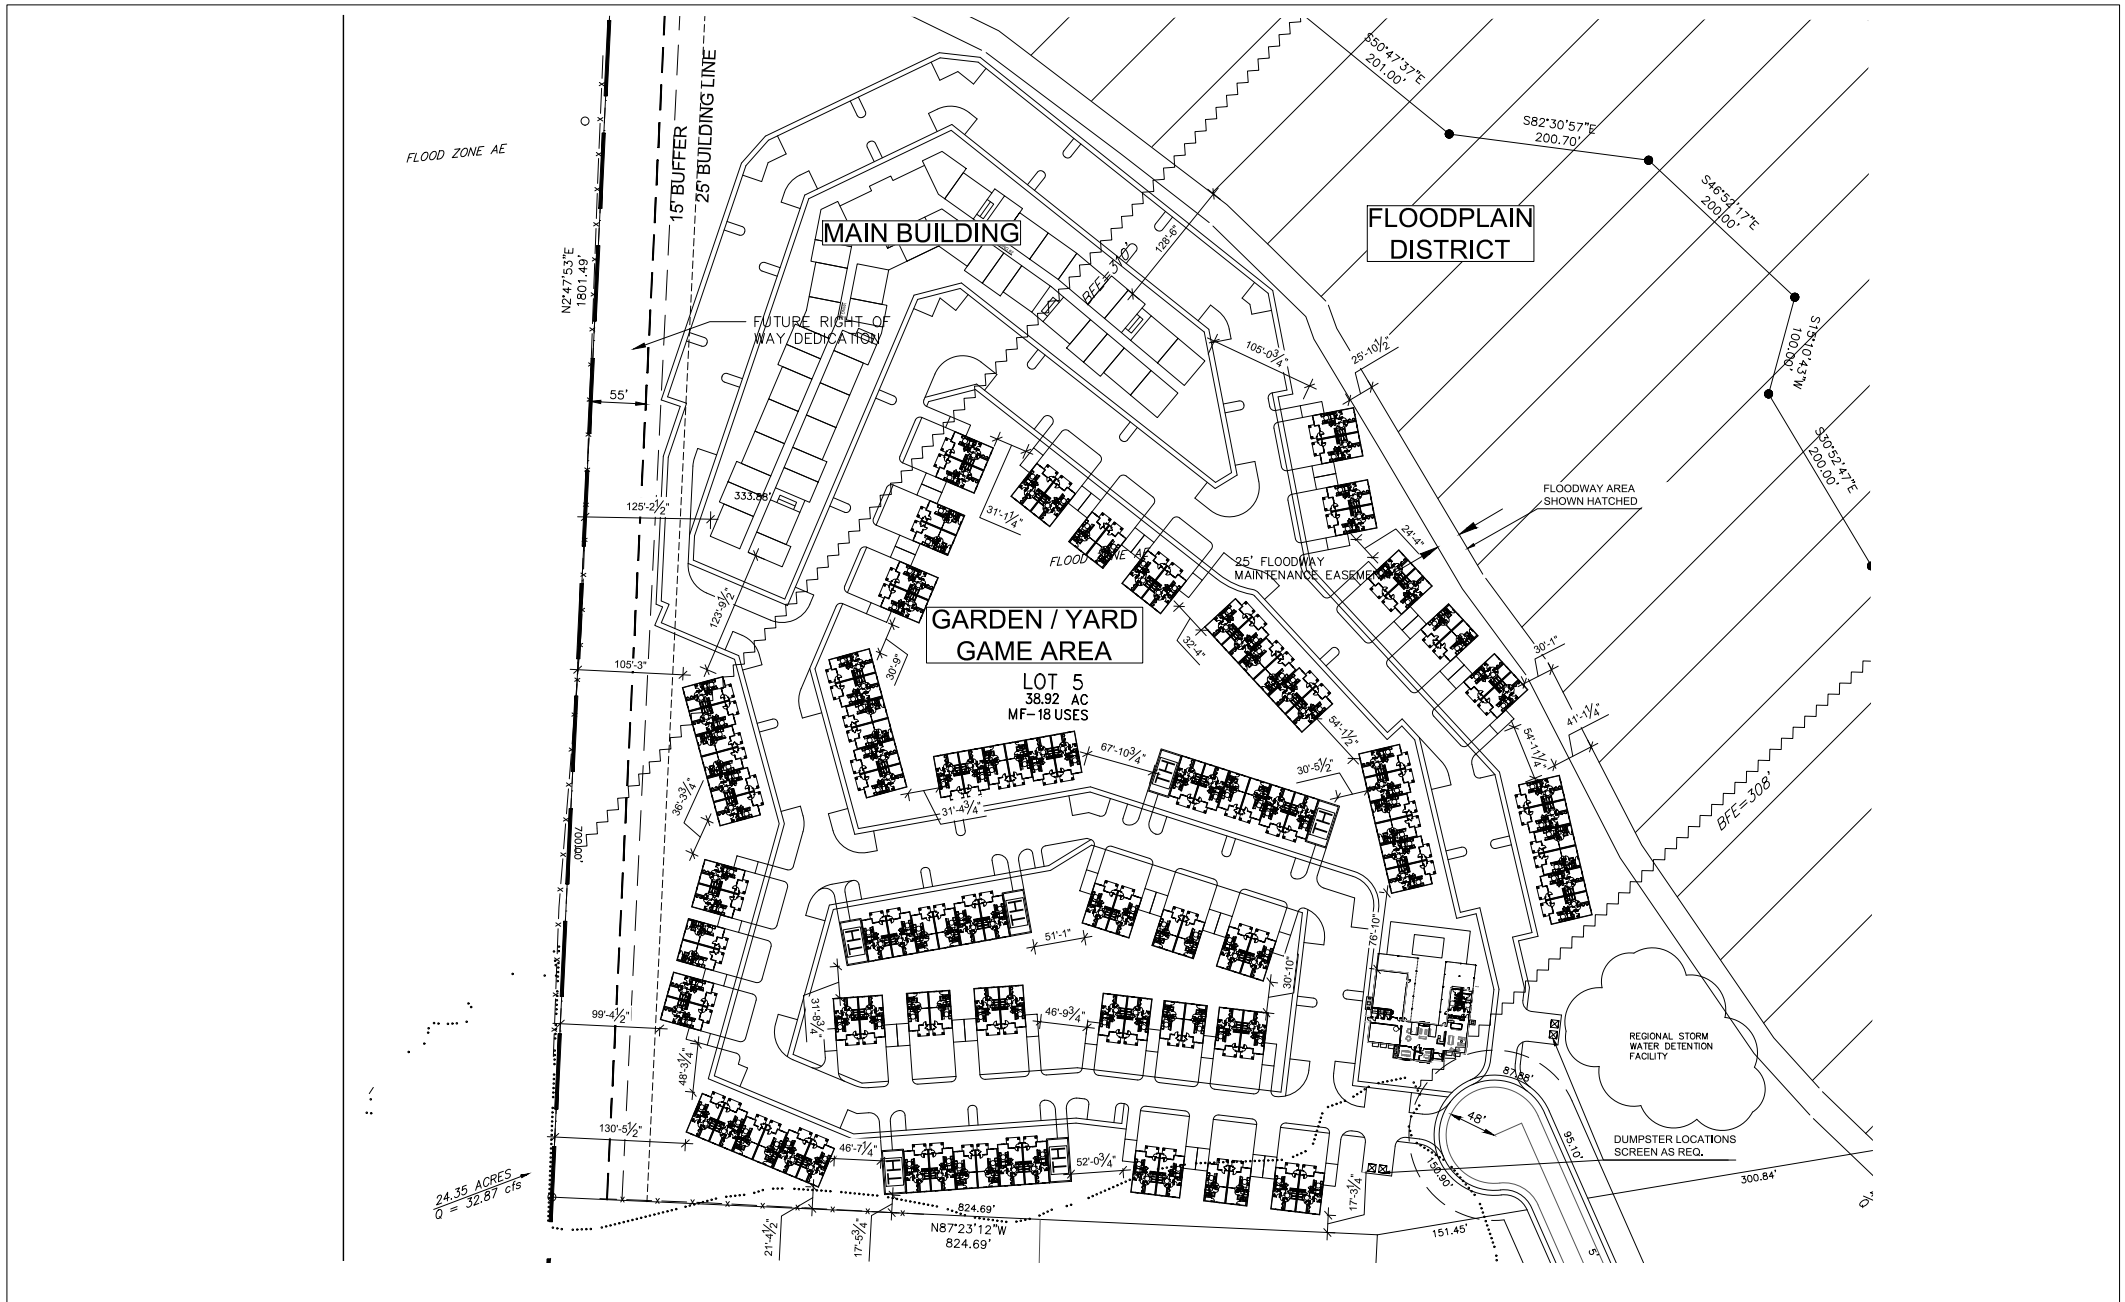 S50°47'37"E
201.00'
S82°30'57"E
200.70'
S46°52'17"E
200.00'
S15°10'43"W
100.00'
S30°52'47"E
200.00'
FLOOD ZONE AE
15' BUFFER
25' BUILDING LINE
N2°47'53"E
1801.49'
MAIN BUILDING
FLOODPLAIN
DISTRICT
128'-6"
BFE=310'
FUTURE RIGHT OF
WAY DEDICATION
105'-0¾"
25'-10½"
55'
333.88'
125'-2½"
31'-1¼"
FLOODWAY AREA
SHOWN HATCHED
24'-4"
FLOOD ZONE AE
25' FLOODWAY
MAINTENANCE EASEMENT
123'-9½"
GARDEN / YARD
GAME AREA
LOT 5
38.92 AC
MF-18 USES
32'-4"
30'-9"
105'-3"
30'-1"
41'-1¼"
54'-1½"
54'-11¼"
67'-10¾"
30'-5½"
31'-4¾"
36'-3¾"
BFE=308'
700.00'
51'-1"
76'-10"
30'-10"
31'-8¾"
46'-9¾"
99'-4½"
48'-3¼"
REGIONAL STORM
WATER DETENTION
FACILITY
87.88'
48'
95.10'
150.90'
DUMPSTER LOCATIONS
SCREEN AS REQ.
300.84'
130'-5½"
46'-7¼"
52'-0¾"
17'-3¼"
24.35 ACRES
Q = 32.87 cfs
21'-4½"
17'-5¾"
824.69'
N87°23'12"W
824.69'
151.45'
5'